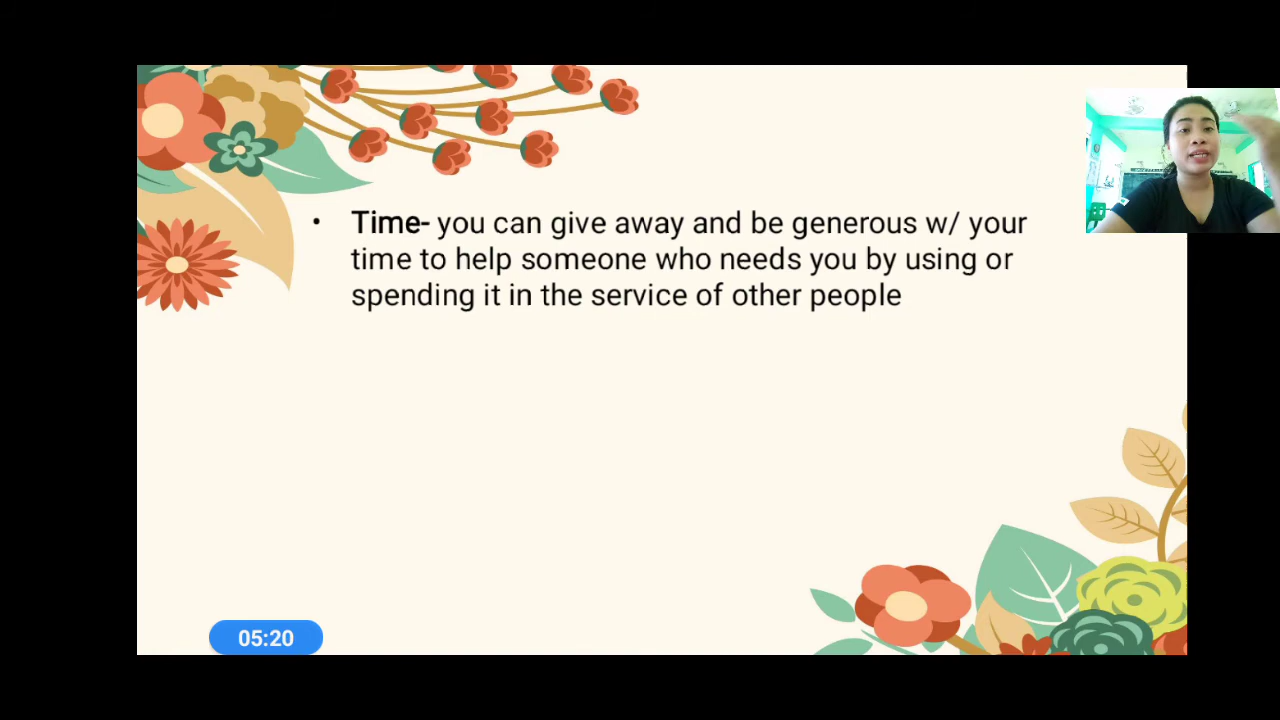 • Time- you can give away and be generous w/ your
time to help someone who needs you by using or
spending it in the service of other people
05:20